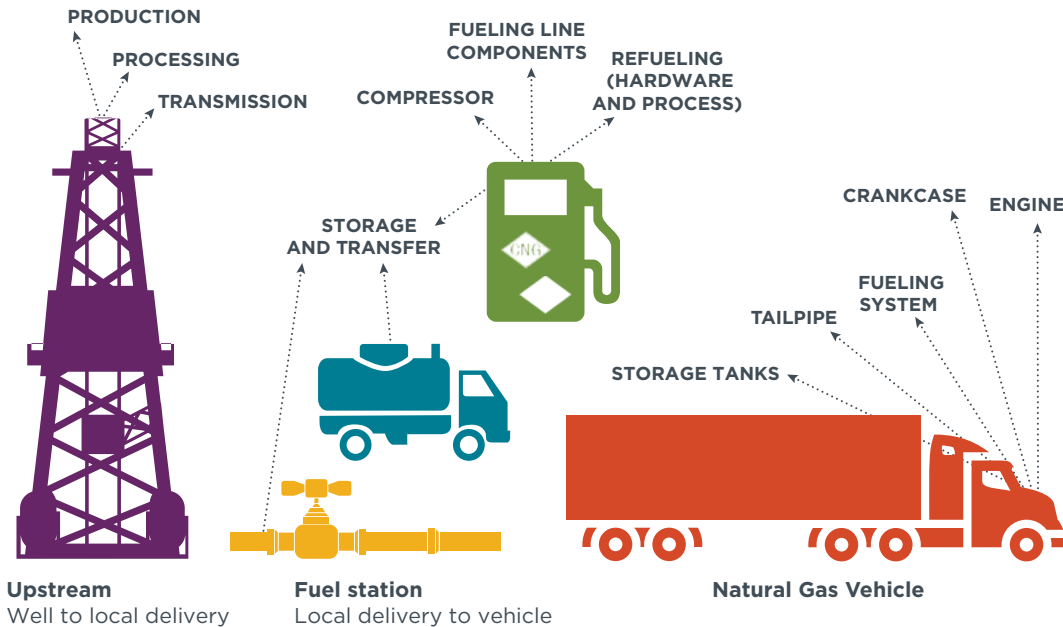 PRODUCTION
PROCESSING
TRANSMISSION
FUELING LINE
COMPONENTS
COMPRESSOR
REFUELING
(HARDWARE
AND PROCESS)
STORAGE
AND TRANSFER
CNG
CRANKCASE
ENGINE
FUELING
SYSTEM
TAILPIPE
STORAGE TANKS
Upstream
Well to local delivery
Fuel station
Local delivery to vehicle
Natural Gas Vehicle